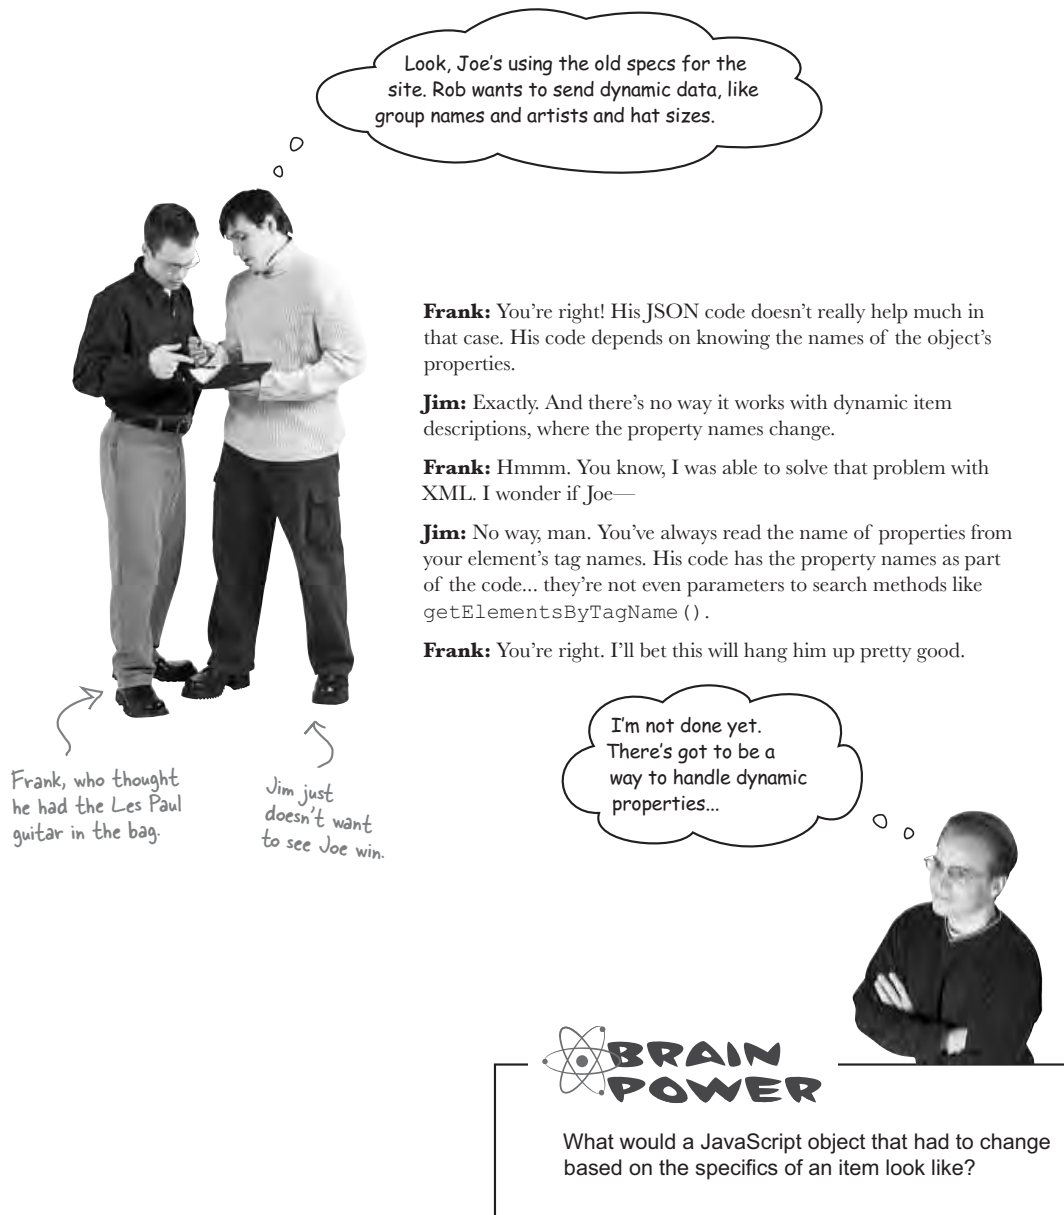 Look, Joe's using the old specs for the
site. Rob wants to send dynamic data, like
group names and artists and hat sizes.
Frank: You're right! His JSON code doesn't really help much in
that case. His code depends on knowing the names of the object's
properties.
Jim: Exactly. And there's no way it works with dynamic item
descriptions, where the property names change.
Frank: Hmmm. You know, I was able to solve that problem with
XML. I wonder if Joe—
Jim: No way, man. You've always read the name of properties from
your element's tag names. His code has the property names as part
of the code... they're not even parameters to search methods like
getElementsByTagName().
Frank: You're right. I'll bet this will hang him up pretty good.
Frank, who thought
he had the Les Paul
guitar in the bag.
Jim just
doesn't want
to see Joe win.
I'm not done yet.
There's got to be a
way to handle dynamic
properties...
BRAIN
POWER
What would a JavaScript object that had to change
based on the specifics of an item look like?